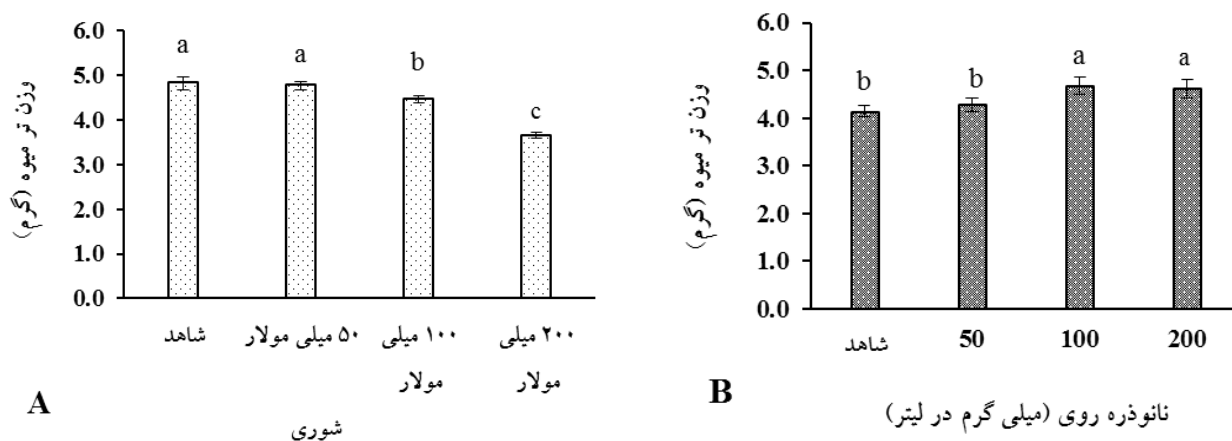 وزن تر میوه (گرم)
6.0
5.0
4.0
3.0
2.0
1.0
0.0
a
a
b
c
شاهد
۵۰ میلی مولار
۱۰۰ میلی
مولار
۲۰۰ میلی
مولار
شوری
A
وزن تر میوه (گرم)
6.0
5.0
4.0
3.0
2.0
1.0
0.0
b
b
a
a
شاهد
50
100
200
نانوذره روی (میلی گرم در لیتر)
B